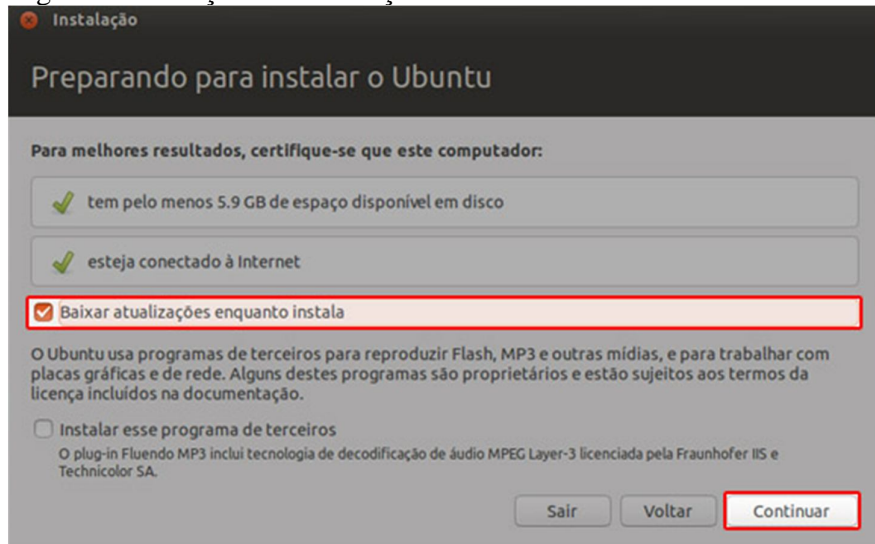 Instalação
Preparando para instalar o Ubuntu
Para melhores resultados, certifique-se que este computador:
tem pelo menos 5.9 GB de espaço disponível em disco
esteja conectado à Internet
Baixar atualizações enquanto instala
O Ubuntu usa programas de terceiros para reproduzir Flash, MP3 e outras mídias, e para trabalhar com
placas gráficas e de rede. Alguns destes programas são proprietários e estão sujeitos aos termos da
licença incluídos na documentação.
Instalar esse programa de terceiros
O plug-in Fluendo MP3 inclui tecnologia de decodificação de áudio MPEG Layer-3 licenciada pela Fraunhofer IIS e
Technicolor SA.
Sair Voltar Continuar